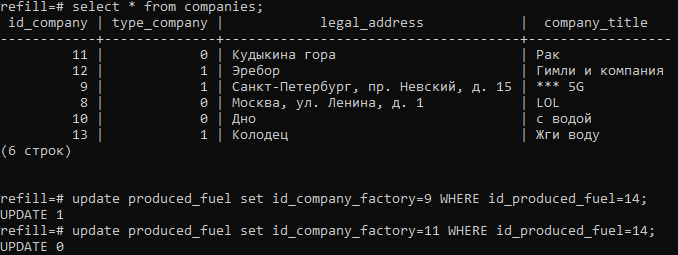 refill=# select * from companies;
 id_company | type_company |            legal_address             |   company_title
------------+--------------+--------------------------------------+-------------------
         11 |            0 | Кудыкина гора                        | Рак
         12 |            1 | Эребор                               | Гимли и компания
          9 |            1 | Санкт-Петербург, пр. Невский, д. 15 | *** 5G
          8 |            0 | Москва, ул. Ленина, д. 1             | LOL
         10 |            0 | Дно                                  | с водой
         13 |            1 | Колодец                              | Жги воду
(6 строк)
refill=# update produced_fuel set id_company_factory=9 WHERE id_produced_fuel=14;
UPDATE 1
refill=# update produced_fuel set id_company_factory=11 WHERE id_produced_fuel=14;
UPDATE 0